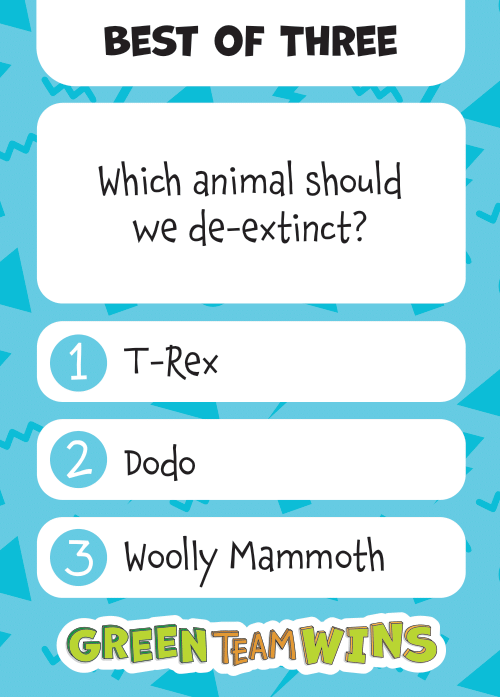 BEST OF THREE
Which animal should
we de-extinct?
1 T-Rex
2 Dodo
3 Woolly Mammoth
GREEN TEAM WINS